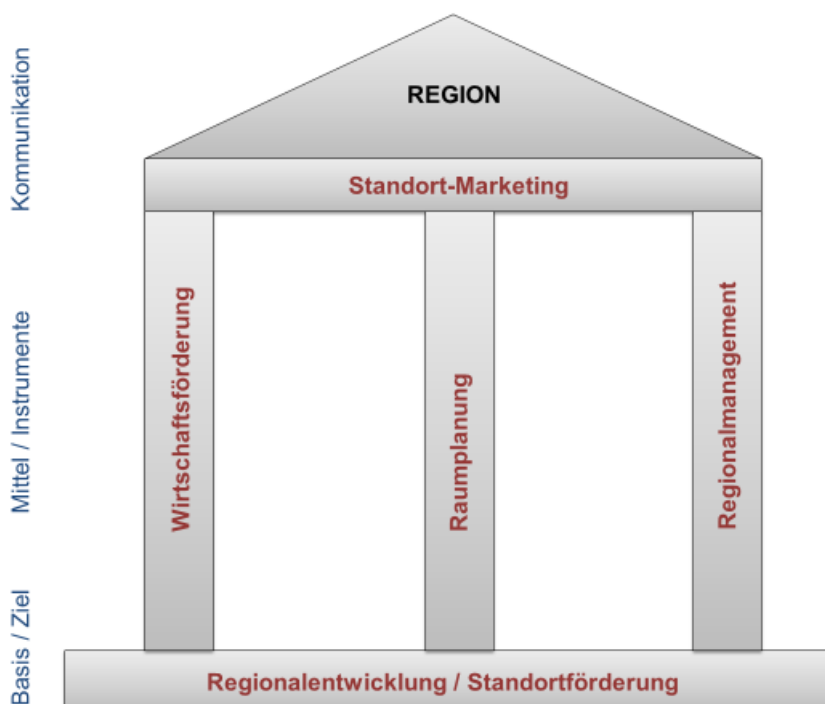 Kommunikation
REGION
Standort-Marketing
Mittel / Instrumente
Wirtschaftsförderung
Raumplanung
Regionalmanagement
Basis / Ziel
Regionalentwicklung / Standortförderung